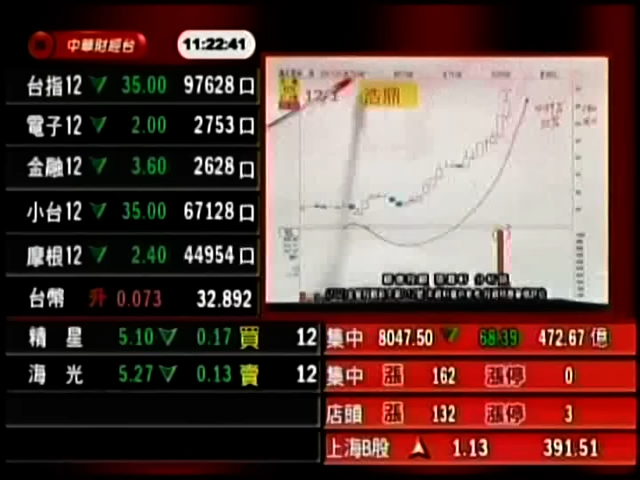 中華財經台 11:22:41
台指12 35.00 97628口
電子12 2.00 2753口
金融12 3.60 2628口
小台12 35.00 67128口
摩根12 2.40 44954口
台幣 升 0.073 32.892
12/1 浩鼎
精星 5.10 0.17 買 12
海光 5.27 0.13 賣 12
集中 8047.50 68.39 472.67億
集中 漲 162 漲停 0
店頭 漲 132 漲停 3
上海B股 1.13 391.51